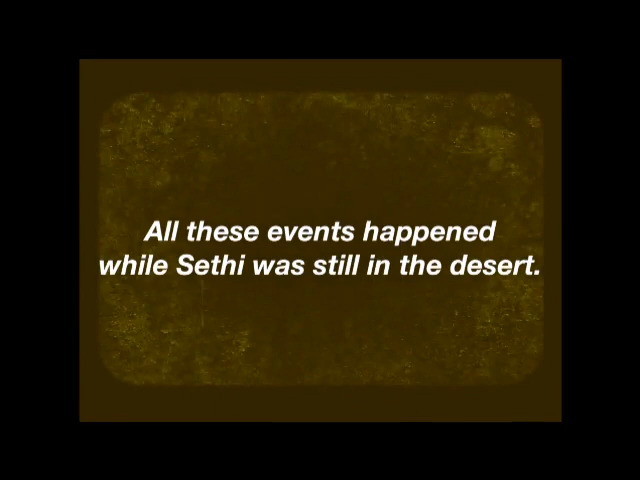 All these events happened
while Sethi was still in the desert.